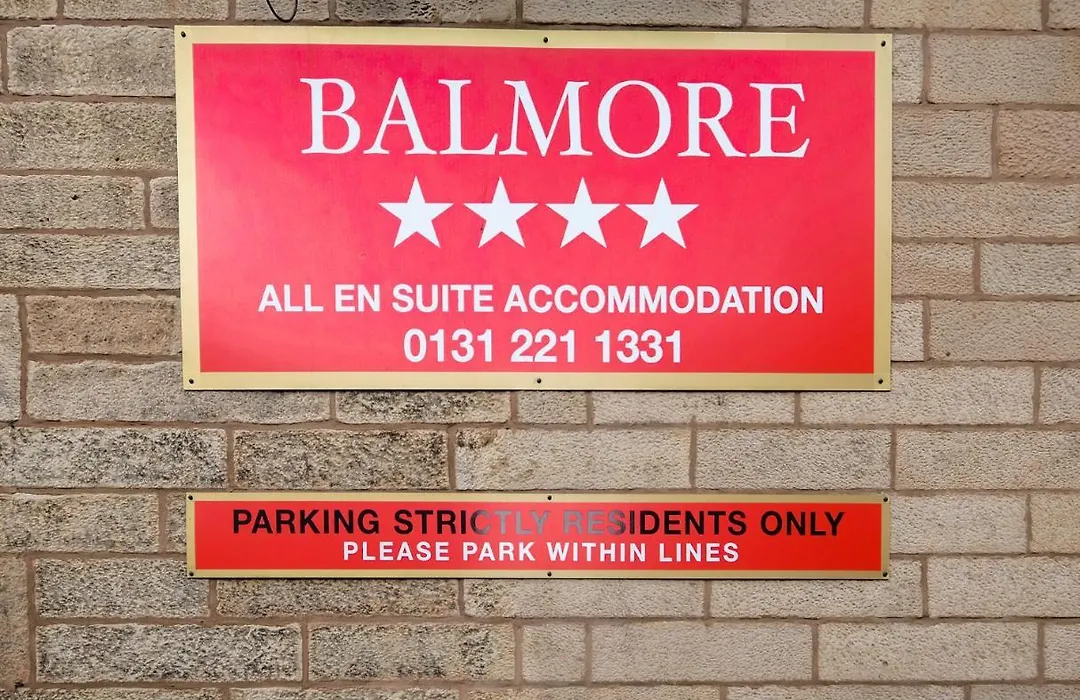 BALMORE
ALL EN SUITE ACCOMMODATION
0131 221 1331
PARKING STRICTLY RESIDENTS ONLY
PLEASE PARK WITHIN LINES